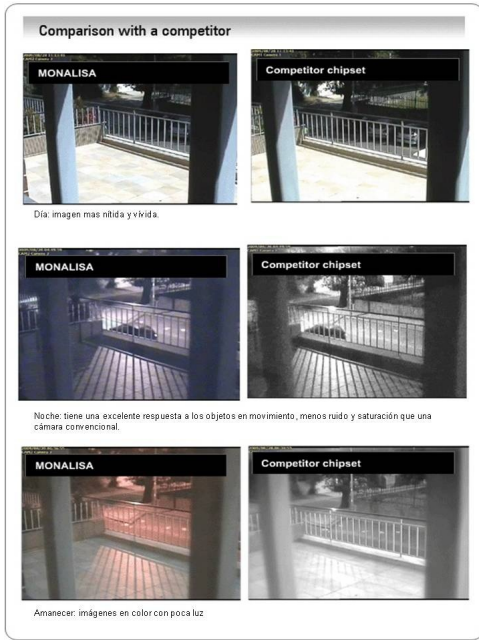 Comparison with a competitor
MONALISA
Competitor chipset
Día: imagen mas nítida y vívida.
MONALISA
Competitor chipset
Noche: tiene una excelente respuesta a los objetos en movimiento, menos ruido y saturación que una
cámara convencional.
MONALISA
Competitor chipset
Amanecer: imágenes en color con poca luz